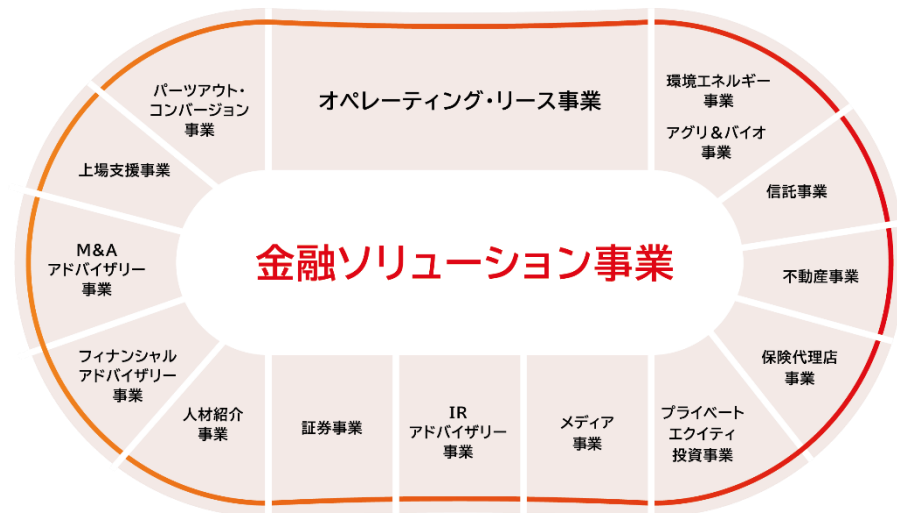 オペレーティング・リース事業
環境エネルギー
事業
アグリ&バイオ
事業
信託事業
不動産事業
保険代理店
事業
プライベート
エクイティ
投資事業
メディア
事業
IR
アドバイザリー
事業
証券事業
人材紹介
事業
フィナンシャル
アドバイザリー
事業
M&A
アドバイザリー
事業
上場支援事業
パーツアウト・
コンバージョン
事業
金融ソリューション事業